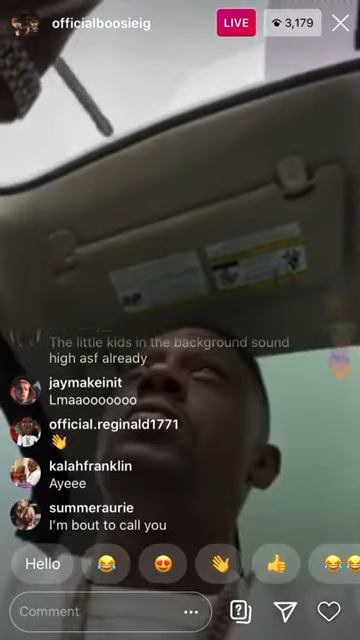 officialboosieig
LIVE
3,179
The little kids in the background sound
high asf already
jaymakeinit
Lmaaooooooo
official.reginald1771
👋
kalahfranklin
Ayeee
summeraurie
I'm bout to call you
Hello
Comment